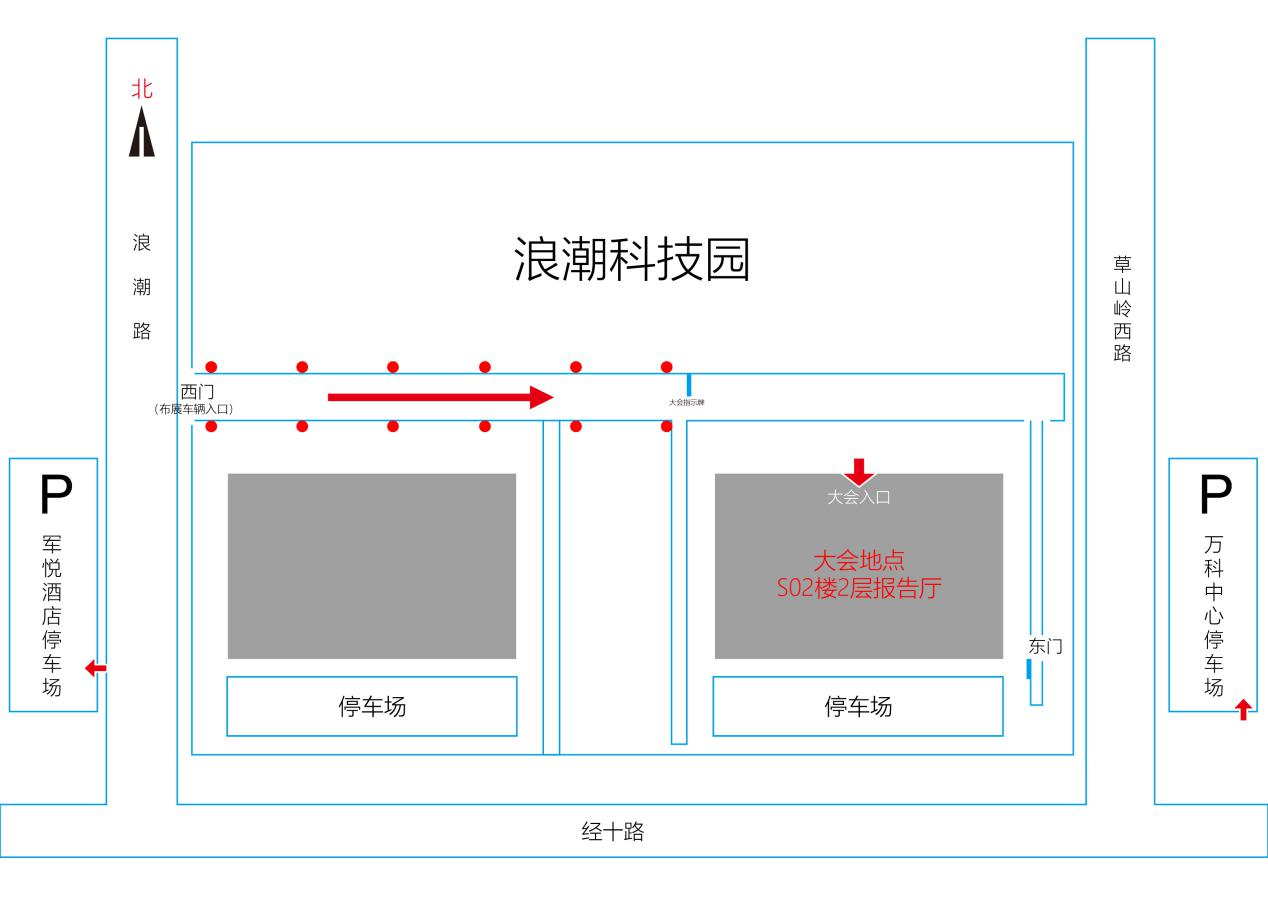 北
浪潮路
浪潮科技园
草山岭西路
西门
（布展车辆入口）
大会指示牌
P
军悦酒店停车场
大会入口
大会地点
S02楼2层报告厅
P
万科中心停车场
东门
停车场
停车场
经十路